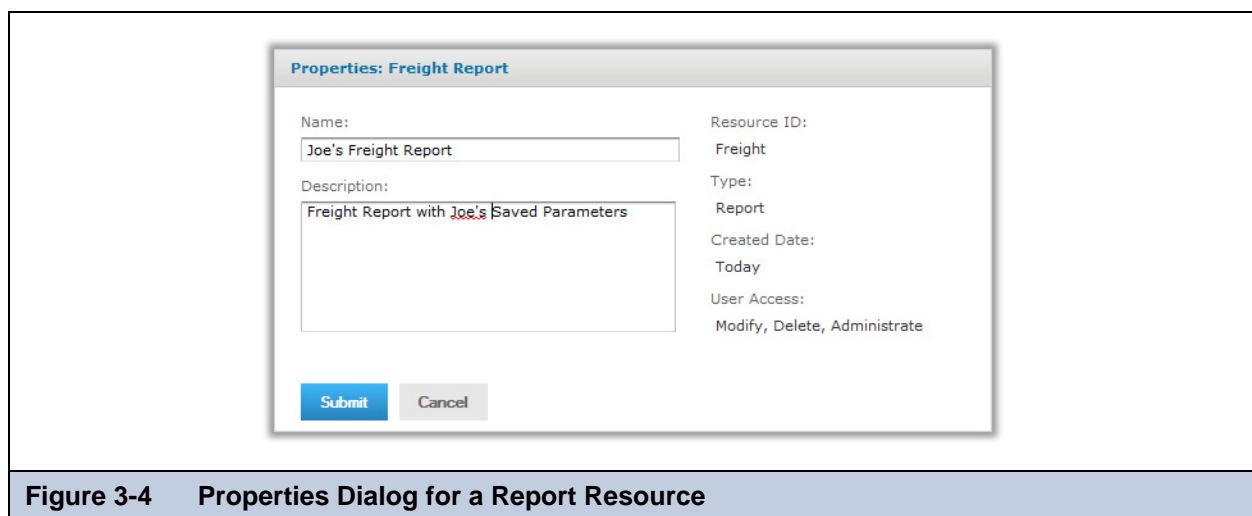 Properties: Freight Report
Name:
Joe's Freight Report
Description:
Freight Report with Joe's Saved Parameters
Resource ID:
Freight
Type:
Report
Created Date:
Today
User Access:
Modify, Delete, Administrate
Submit
Cancel
Figure 3-4 Properties Dialog for a Report Resource